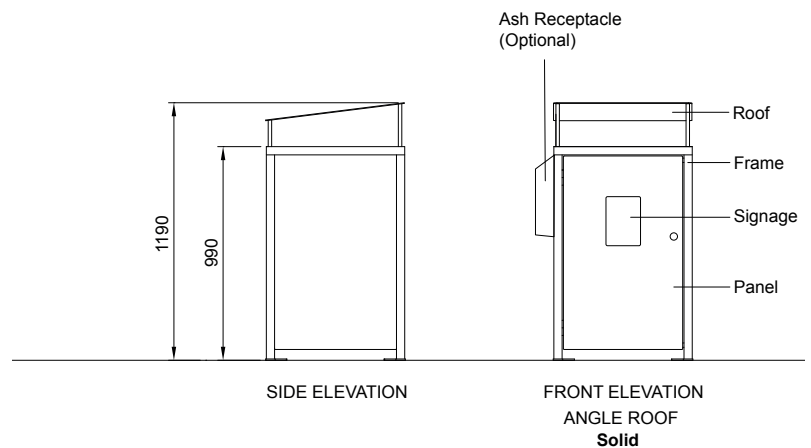 Ash Receptacle
(Optional)
Roof
Frame
Signage
Panel
1190
990
SIDE ELEVATION
FRONT ELEVATION
ANGLE ROOF
Solid